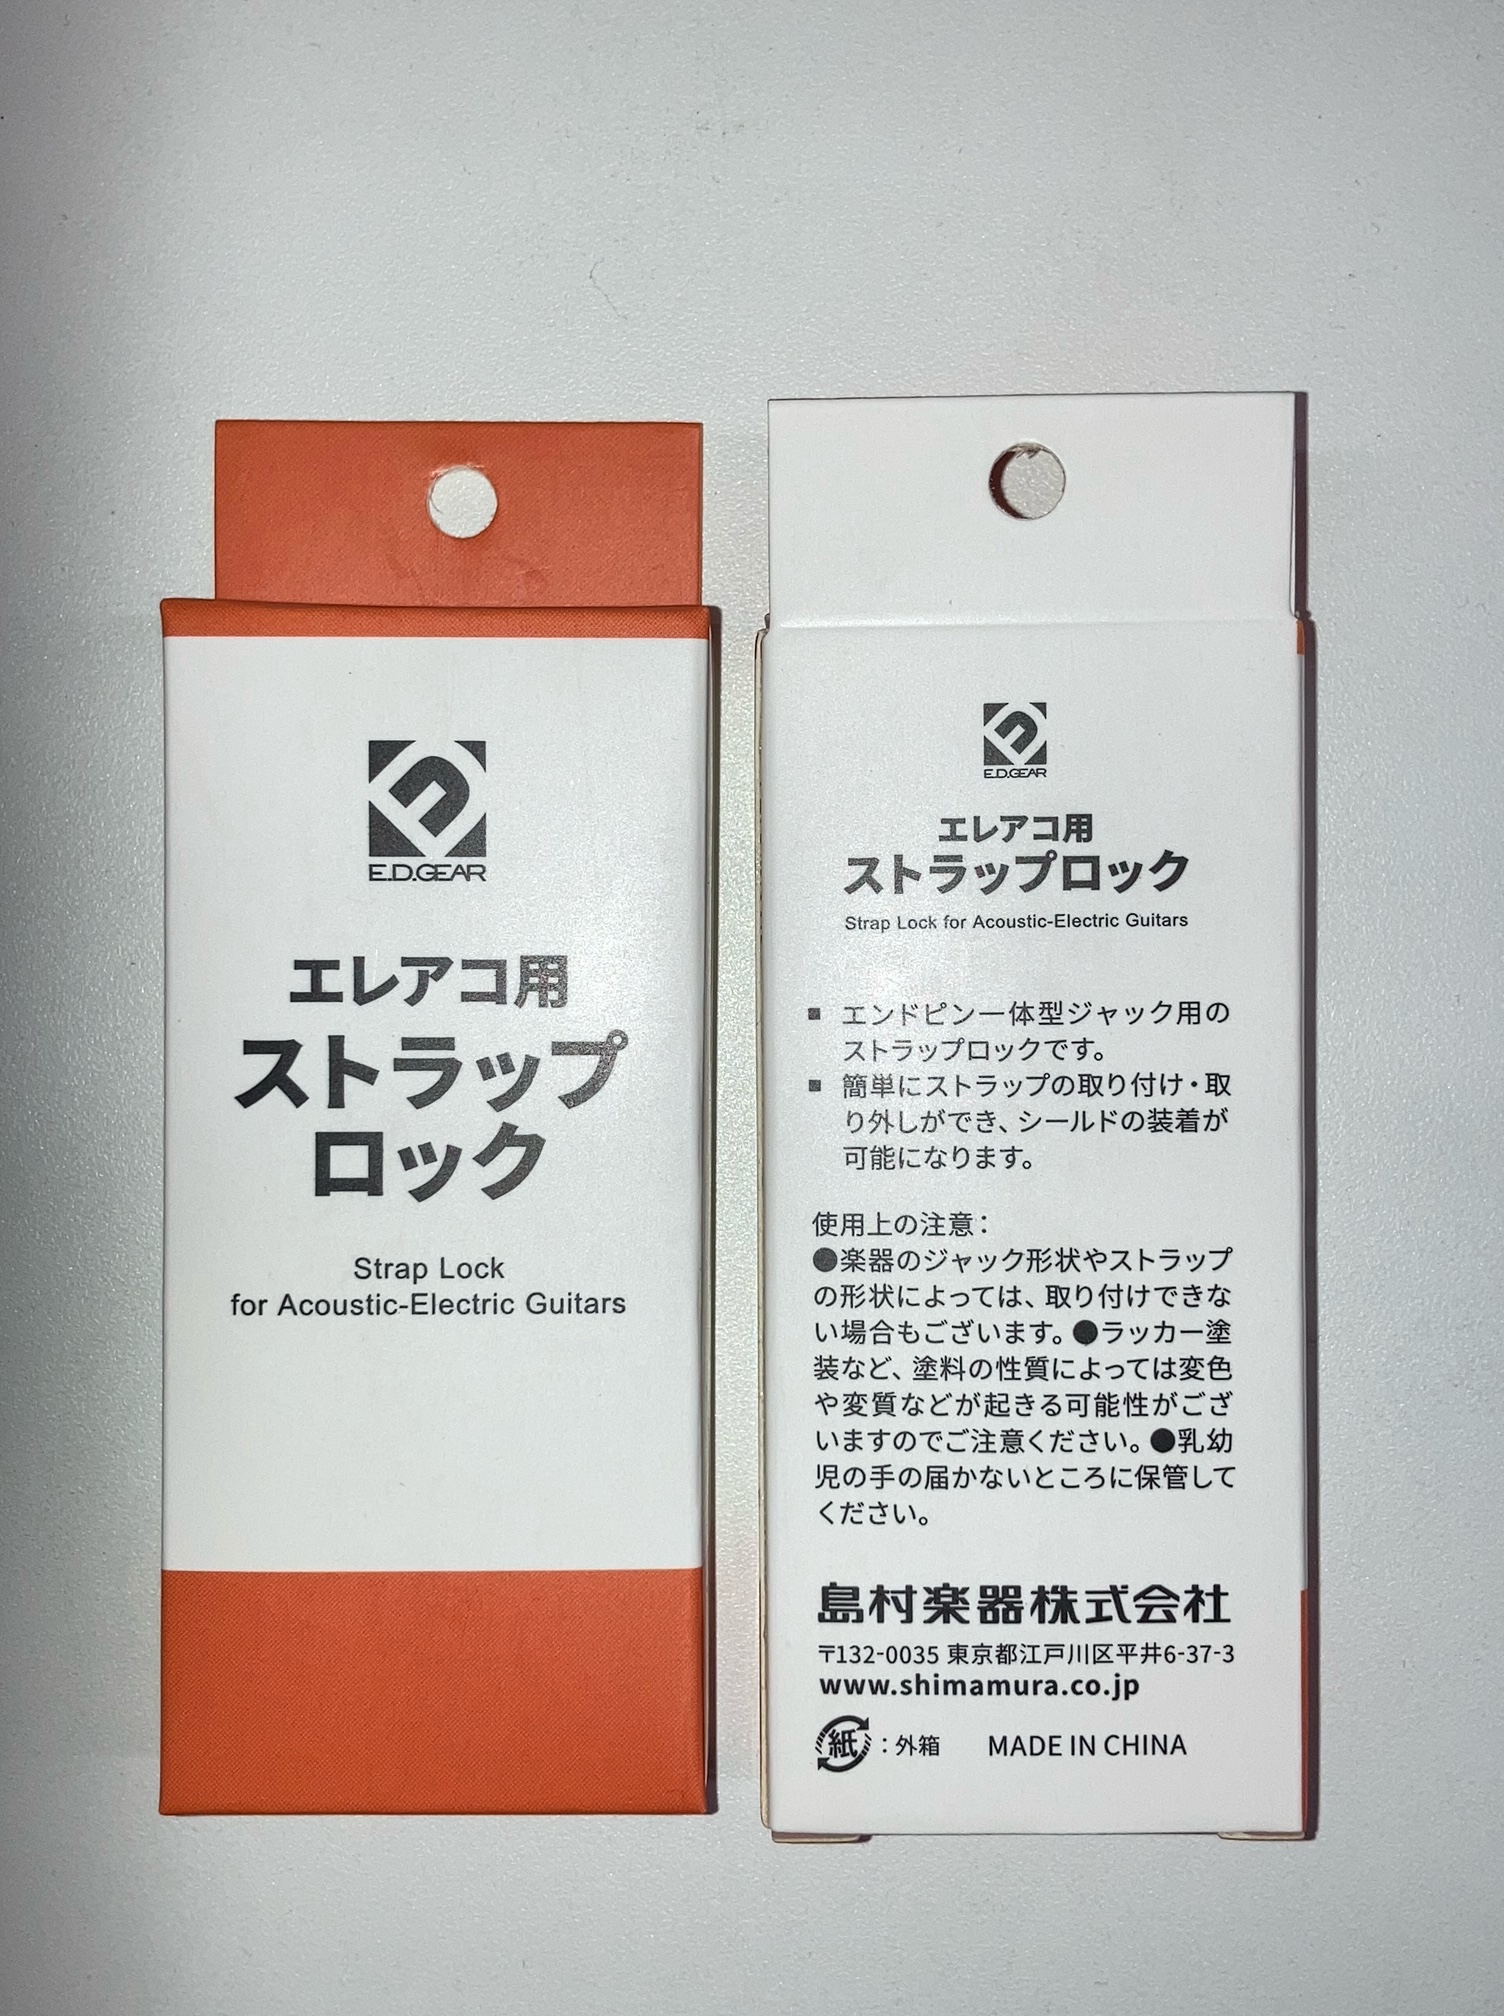 E.D.GEAR
エレアコ用
ストラップ
ロック
Strap Lock
for Acoustic-Electric Guitars
E.D.GEAR
エレアコ用
ストラップロック
Strap Lock for Acoustic-Electric Guitars
▪ エンドピン一体型ジャック用の
ストラップロックです。
▪ 簡単にストラップの取り付け・取
り外しができ、シールドの装着が
可能になります。
使用上の注意：
●楽器のジャック形状やストラップ
の形状によっては、取り付けできな
い場合もございます。●ラッカー塗
装など、塗料の性質によっては変色
や変質などが起きる可能性がござ
いますのでご注意ください。●乳幼
児の手の届かないところに保管して
ください。
島村楽器株式会社
〒132-0035 東京都江戸川区平井6-37-3
www.shimamura.co.jp
紙：外箱 MADE IN CHINA